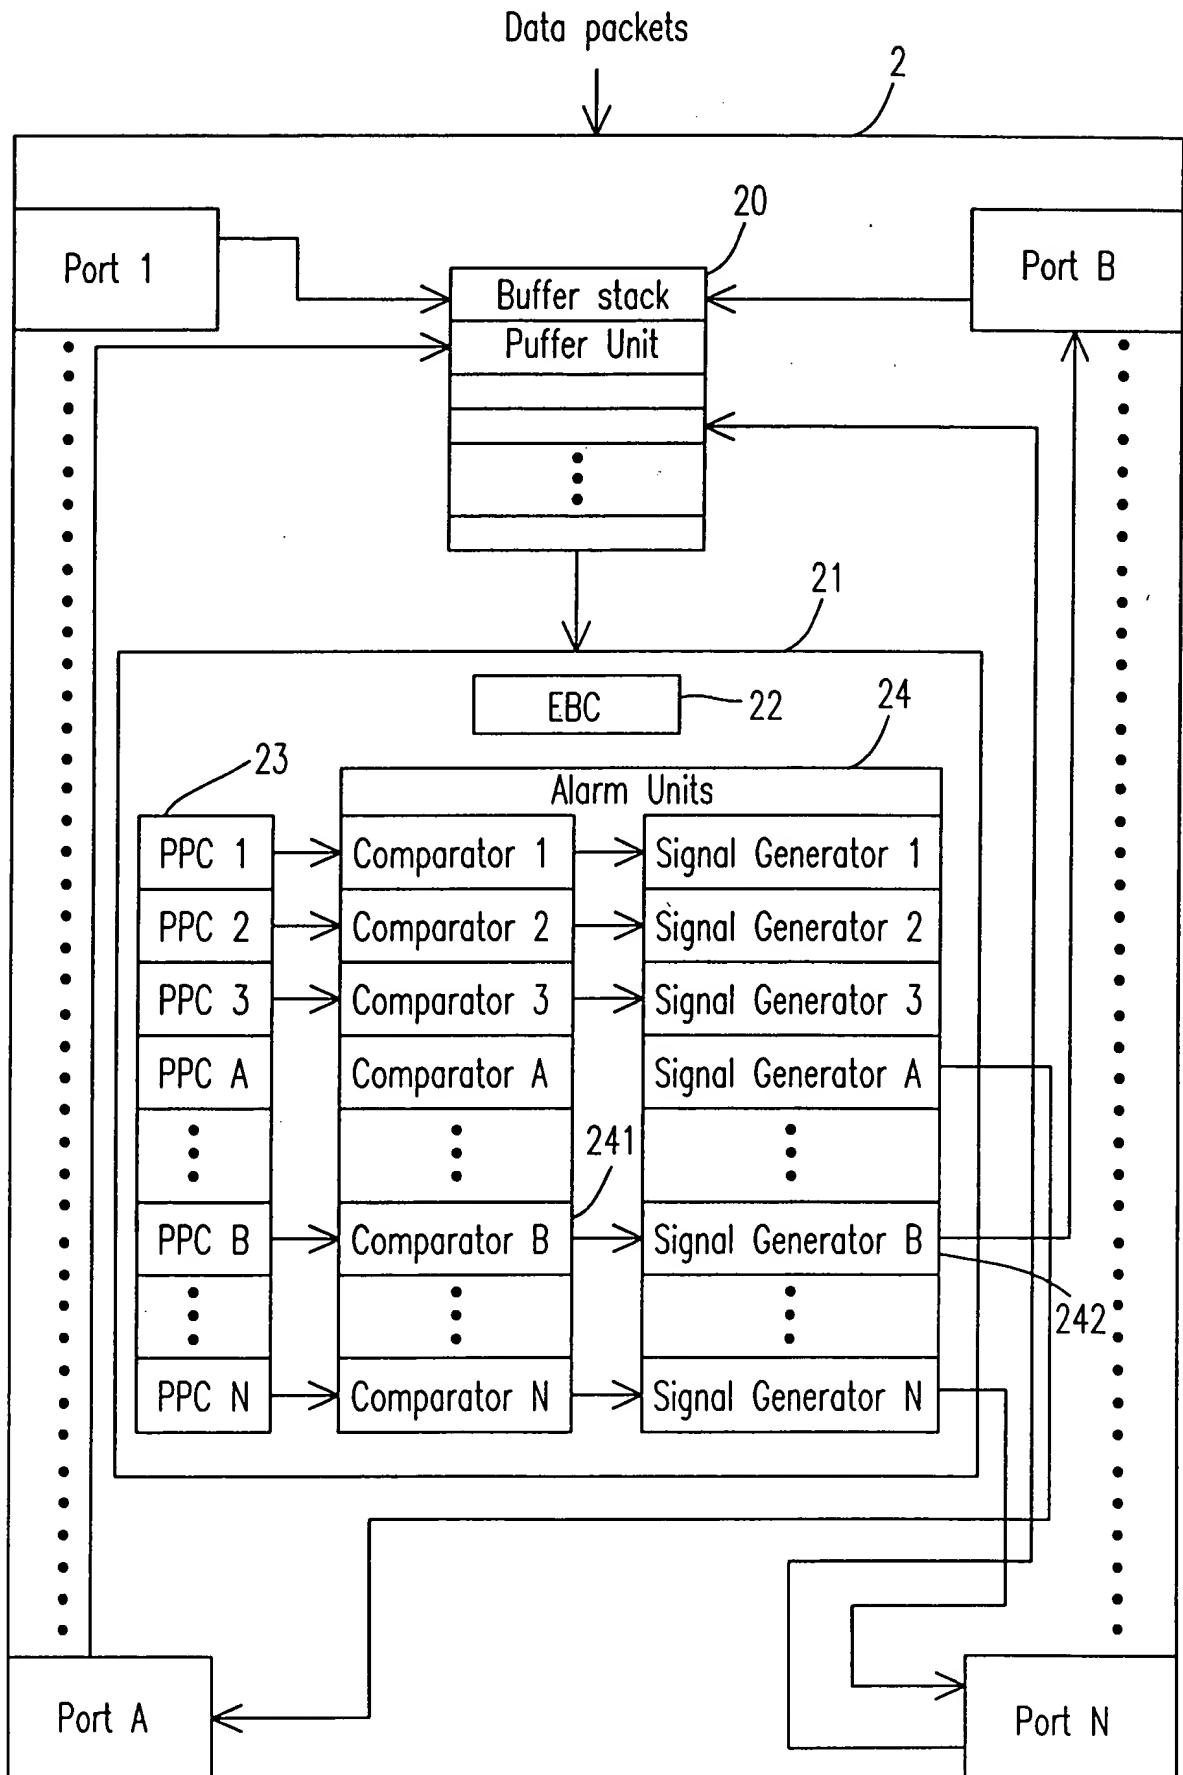 Data packets
2
20
Port 1
Port B
Buffer stack
Puffer Unit
21
EBC
22
24
23
Alarm Units
PPC 1 Comparator 1 Signal Generator 1
PPC 2 Comparator 2 Signal Generator 2
PPC 3 Comparator 3 Signal Generator 3
PPC A Comparator A Signal Generator A
241
PPC B Comparator B Signal Generator B
242
PPC N Comparator N Signal Generator N
Port A
Port N